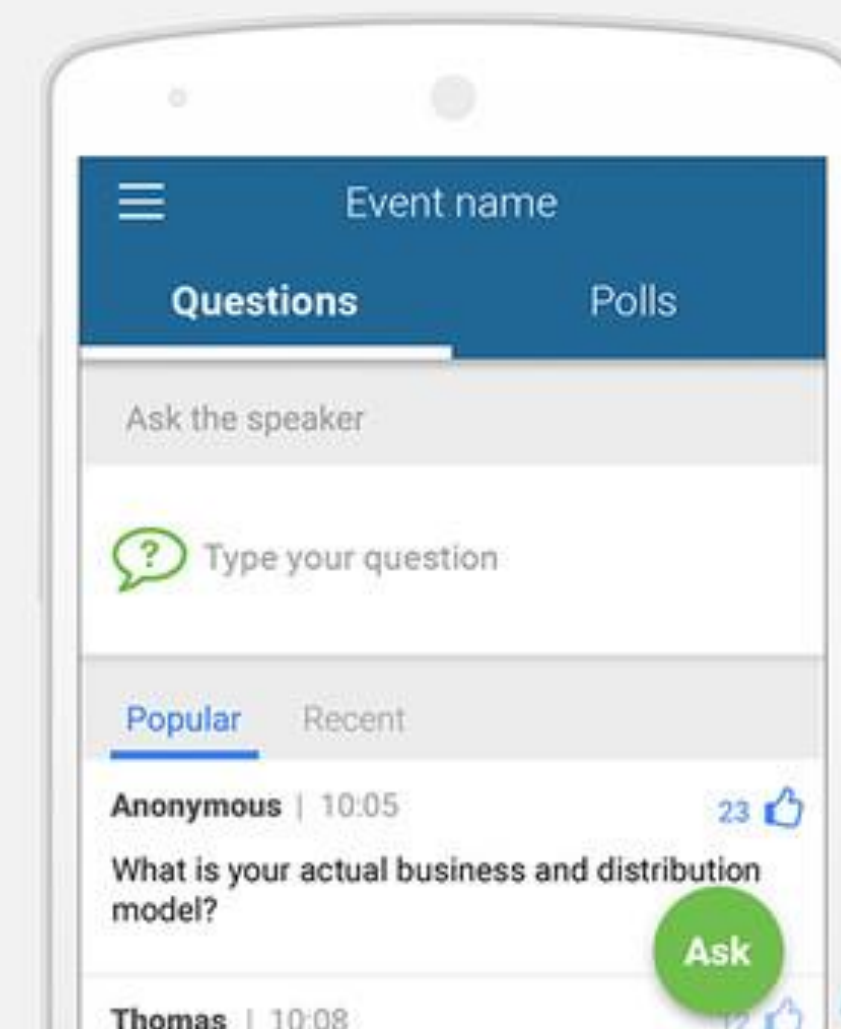 Event name
Questions Polls
Ask the speaker
? Type your question
Popular Recent
Anonymous | 10:05 23
What is your actual business and distribution
model?
Ask
Thomas | 10:08 12